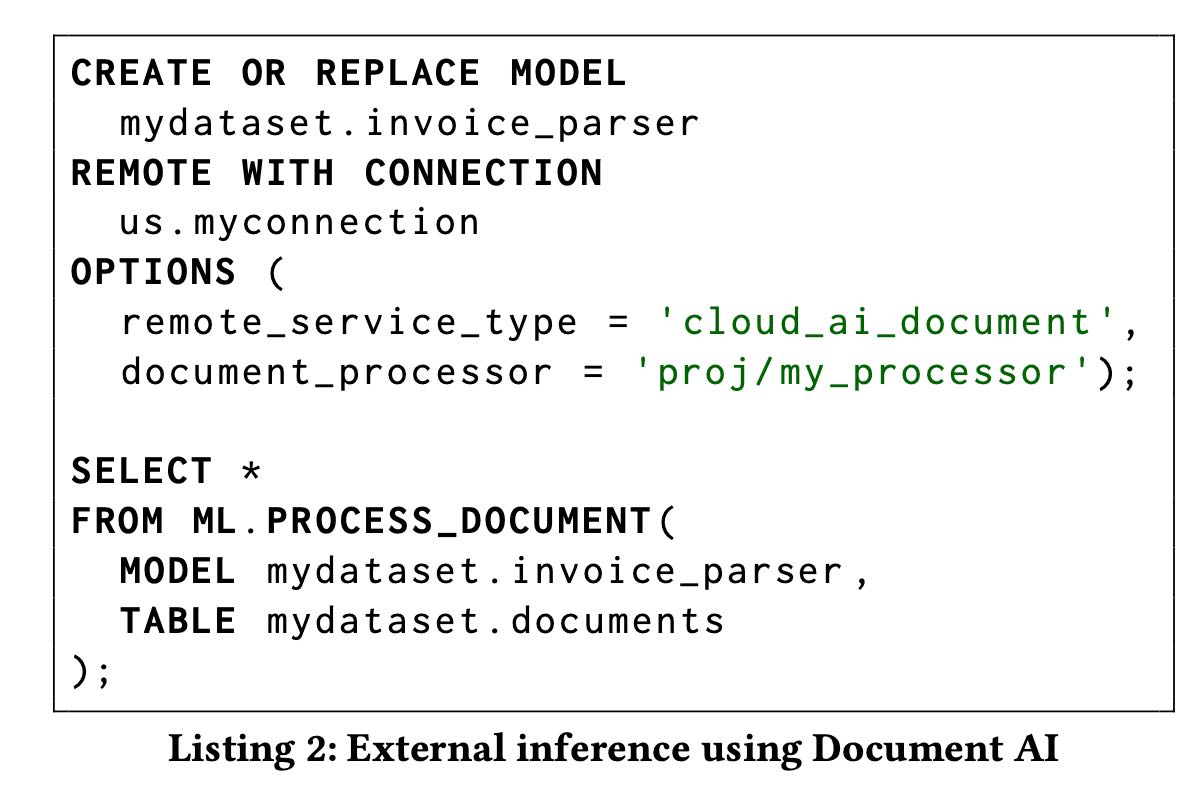 CREATE OR REPLACE MODEL
  mydataset.invoice_parser
REMOTE WITH CONNECTION
  us.myconnection
OPTIONS (
  remote_service_type = 'cloud_ai_document',
  document_processor = 'proj/my_processor');

SELECT *
FROM ML.PROCESS_DOCUMENT(
  MODEL mydataset.invoice_parser,
  TABLE mydataset.documents
);
Listing 2: External inference using Document AI